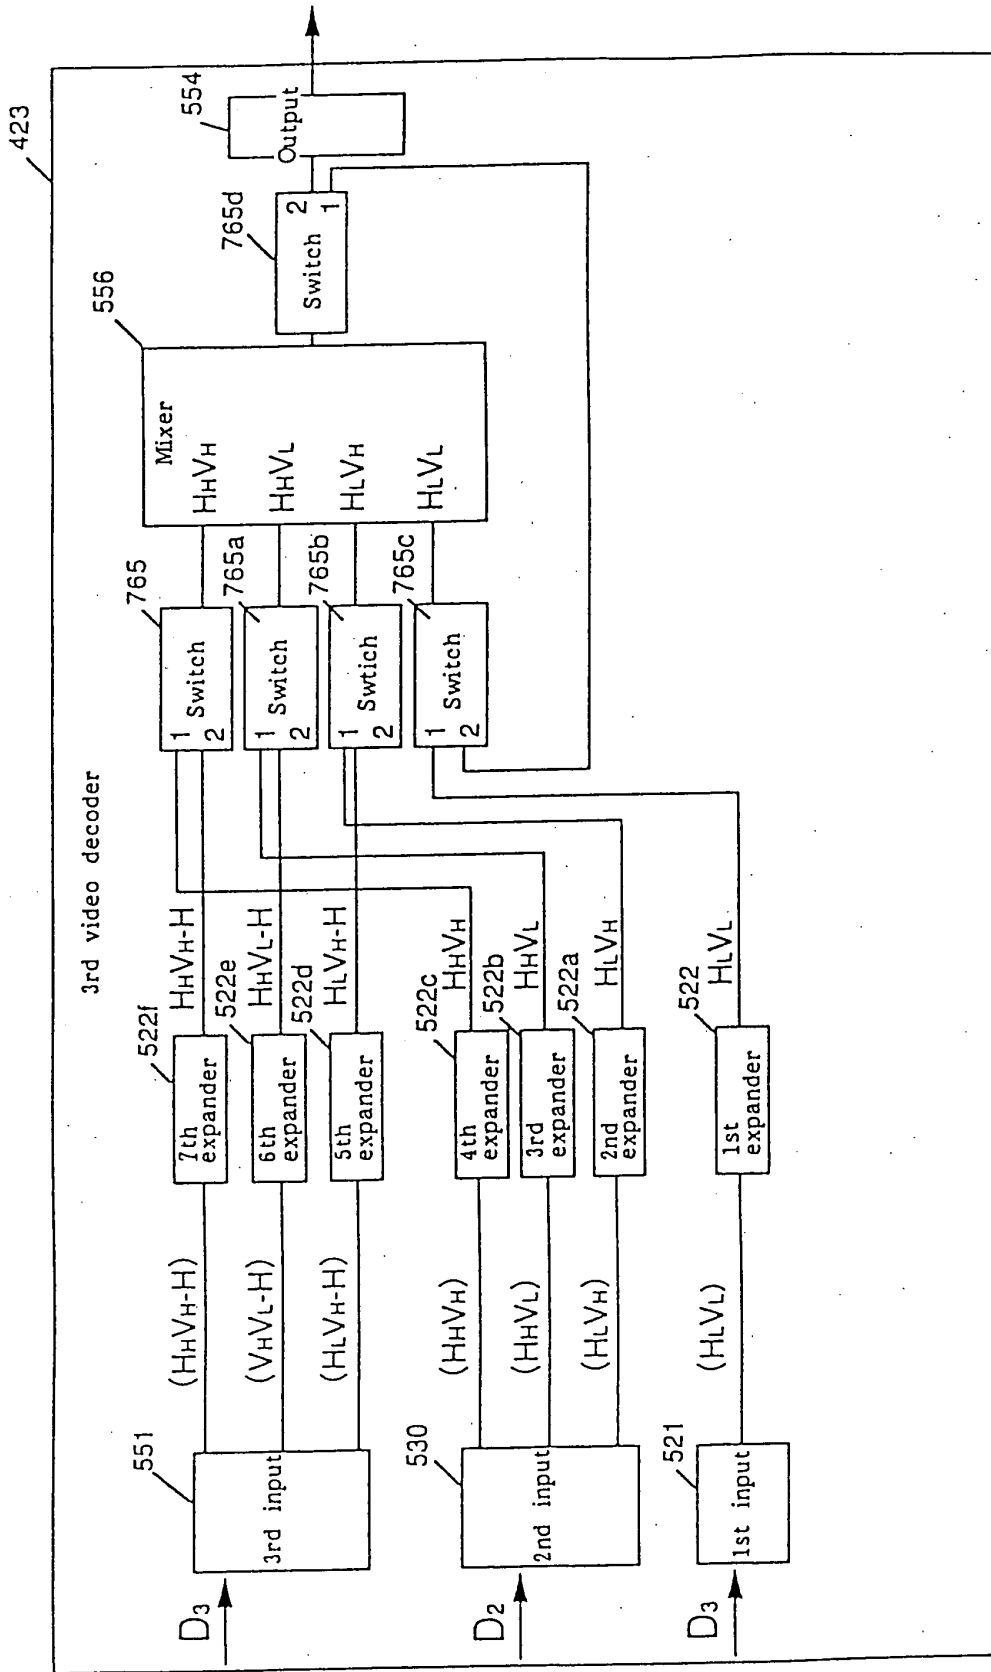 423
3rd video decoder
D3
551
3rd input
(HHVH-H)
(VHVL-H)
(HLVH-H)
522f
7th
expander
HHVH-H
522e
6th
expander
HHVL-H
522d
5th
expander
HLVH-H
D2
530
2nd input
(HHVH)
(HHVL)
(HLVH)
522c
4th
expander
HHVH
522b
3rd
expander
HHVL
522a
2nd
expander
HLVH
D3
521
1st input
(HLVL)
522
1st
expander
HLVL
765
1
2
Switch
765a
1
2
Switch
765b
1
2
Swtich
765c
1
2
Switch
556
Mixer
HHVH
HHVL
HLVH
HLVL
765d
Switch
2
1
554
Output